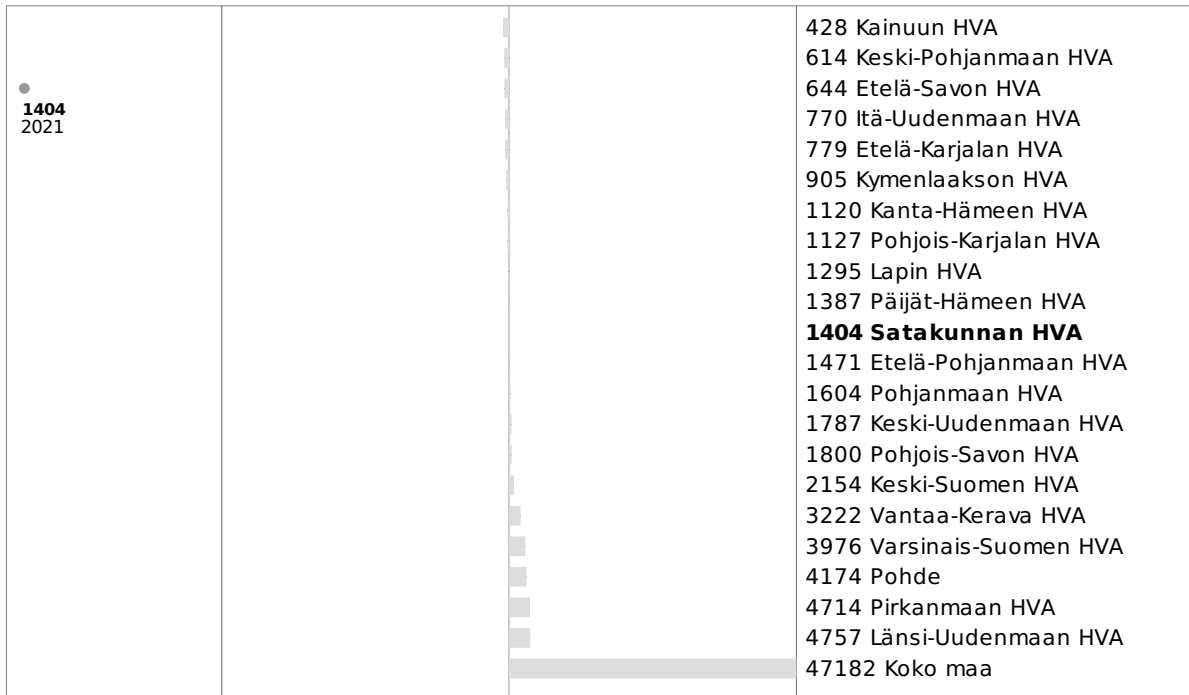 1404
2021
428 Kainuun HVA
614 Keski-Pohjanmaan HVA
644 Etelä-Savon HVA
770 Itä-Uudenmaan HVA
779 Etelä-Karjalan HVA
905 Kymenlaakson HVA
1120 Kanta-Hämeen HVA
1127 Pohjois-Karjalan HVA
1295 Lapin HVA
1387 Päijät-Hämeen HVA
1404 Satakunnan HVA
1471 Etelä-Pohjanmaan HVA
1604 Pohjanmaan HVA
1787 Keski-Uudenmaan HVA
1800 Pohjois-Savon HVA
2154 Keski-Suomen HVA
3222 Vantaa-Kerava HVA
3976 Varsinais-Suomen HVA
4174 Pohde
4714 Pirkanmaan HVA
4757 Länsi-Uudenmaan HVA
47182 Koko maa